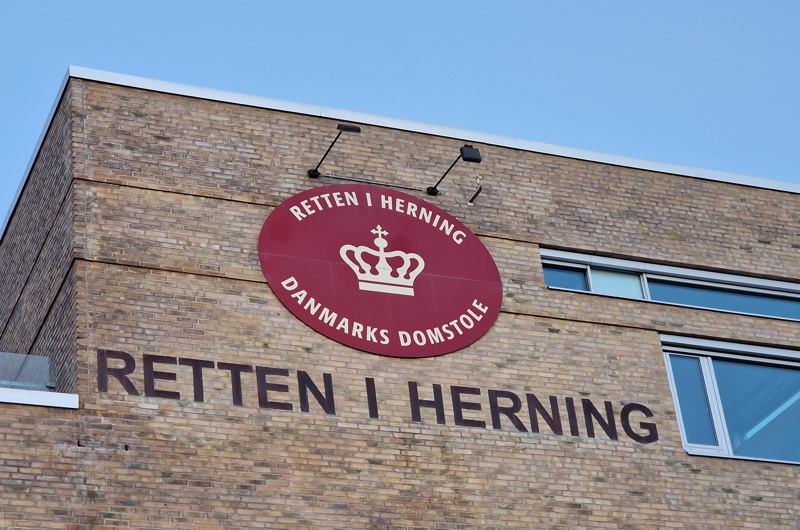 RETTEN I HERNING
DANMARKS DOMSTOLE
RETTEN I HERNING